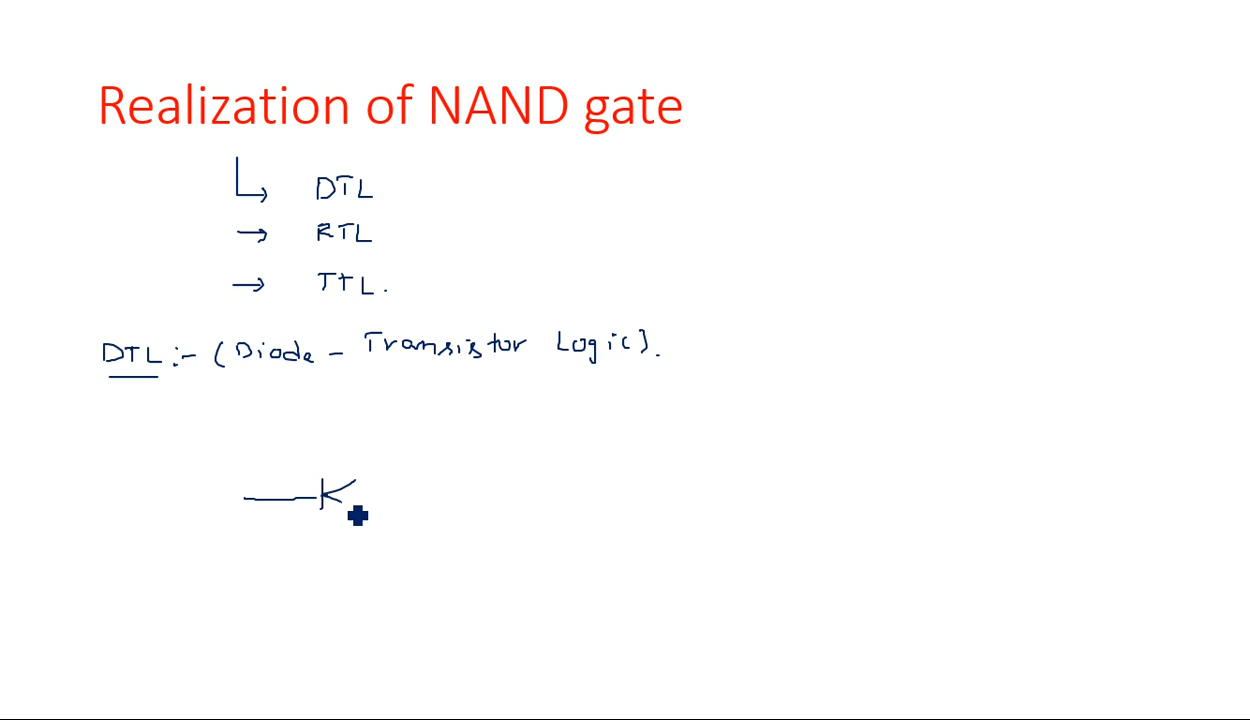 Realization of NAND gate
DTL
RTL
TTL.
DTL :- (Diode - Transistor Logic).